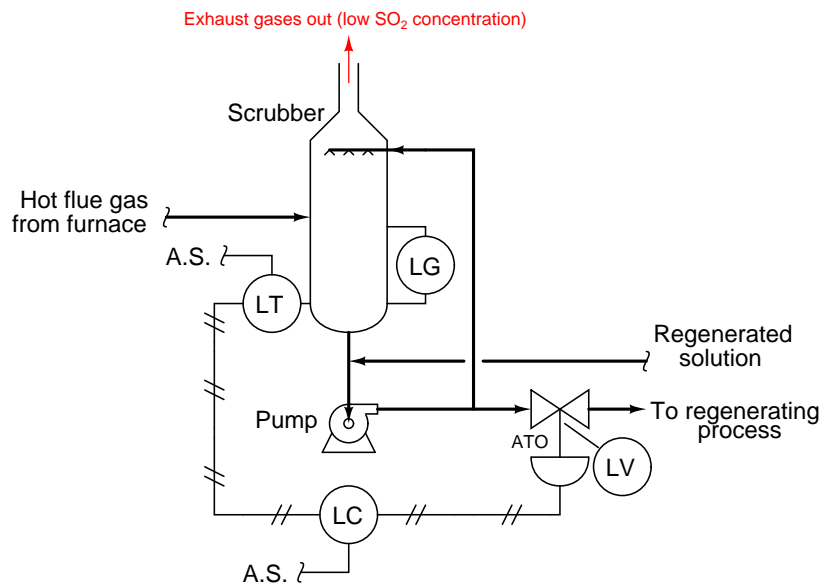 Exhaust gases out (low SO2 concentration)
Scrubber
Hot flue gas
from furnace
A.S.
LG
LT
Regenerated
solution
Pump
To regenerating
process
ATO
LV
LC
A.S.